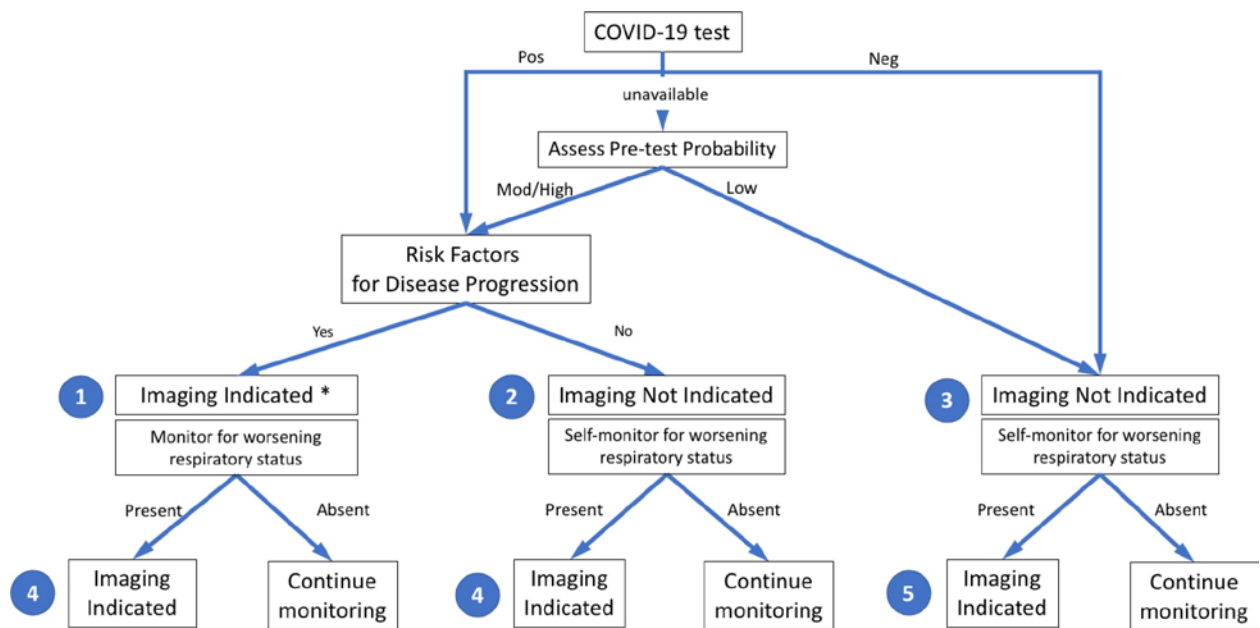 COVID-19 test
Pos
Neg
unavailable
Assess Pre-test Probability
Mod/High
Low
Risk Factors
for Disease Progression
Yes
No
1
Imaging Indicated *
2
Imaging Not Indicated
3
Imaging Not Indicated
Monitor for worsening
respiratory status
Self-monitor for worsening
respiratory status
Self-monitor for worsening
respiratory status
Present
Absent
Present
Absent
Present
Absent
4
Imaging
Indicated
Continue
monitoring
4
Imaging
Indicated
Continue
monitoring
5
Imaging
Indicated
Continue
monitoring